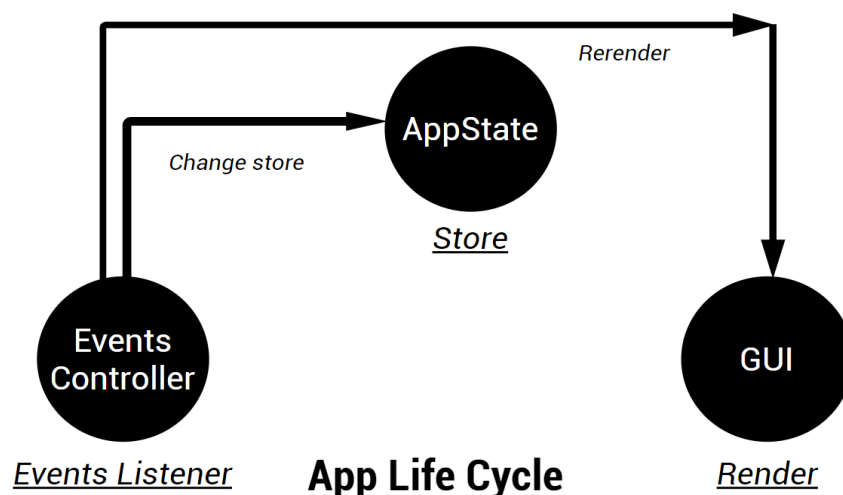 Rerender
AppState
Change store
Store
Events
Controller
GUI
Events Listener
App Life Cycle
Render